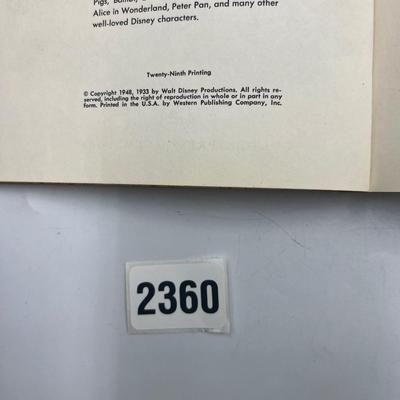 Pigs, Bambi,
Alice in Wonderland, Peter Pan, and many other
well-loved Disney characters.
Twenty-Ninth Printing
© Copyright 1948, 1933 by Walt Disney Productions. All rights re-
served, including the right of reproduction in whole or in part in any
form. Printed in the U.S.A. by Western Publishing Company, Inc.
2360